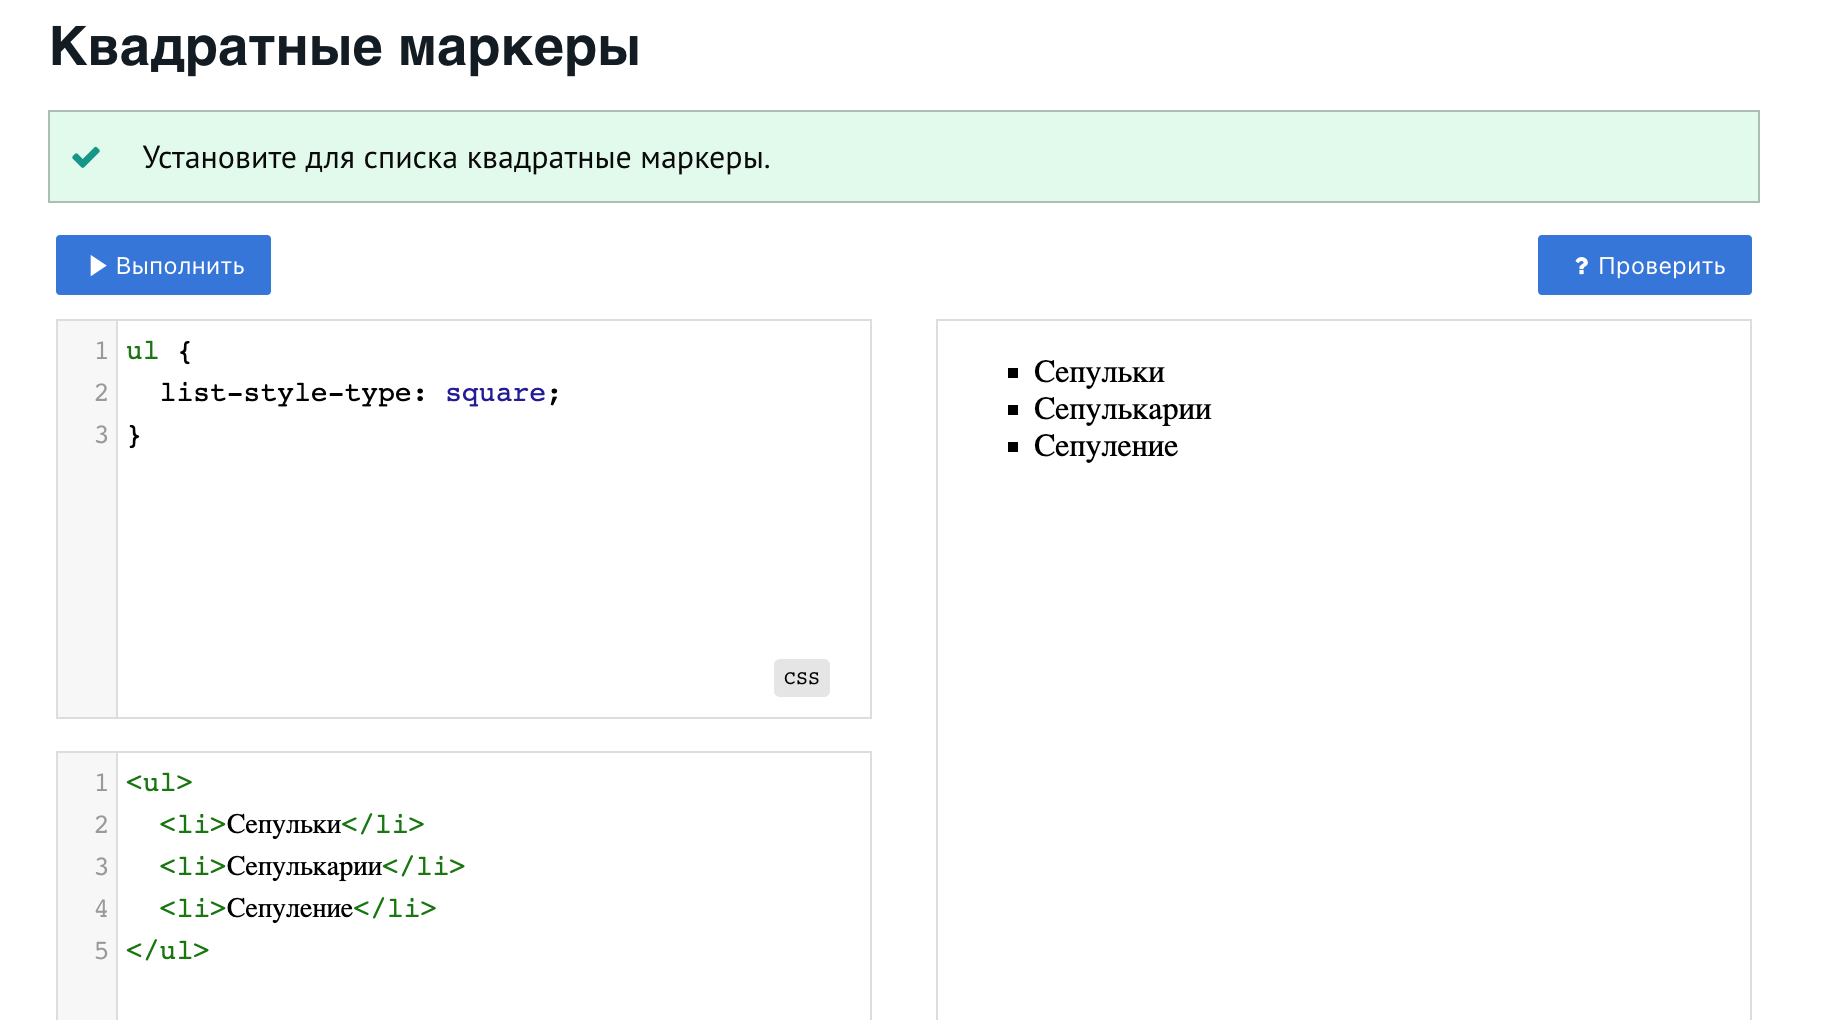 Квадратные маркеры
Установите для списка квадратные маркеры.
Выполнить
? Проверить
1 ul {
2   list-style-type: square;
3 }
css
Сепульки
Сепулькарии
Сепуление
1 <ul>
2   <li>Сепульки</li>
3   <li>Сепулькарии</li>
4   <li>Сепуление</li>
5 </ul>